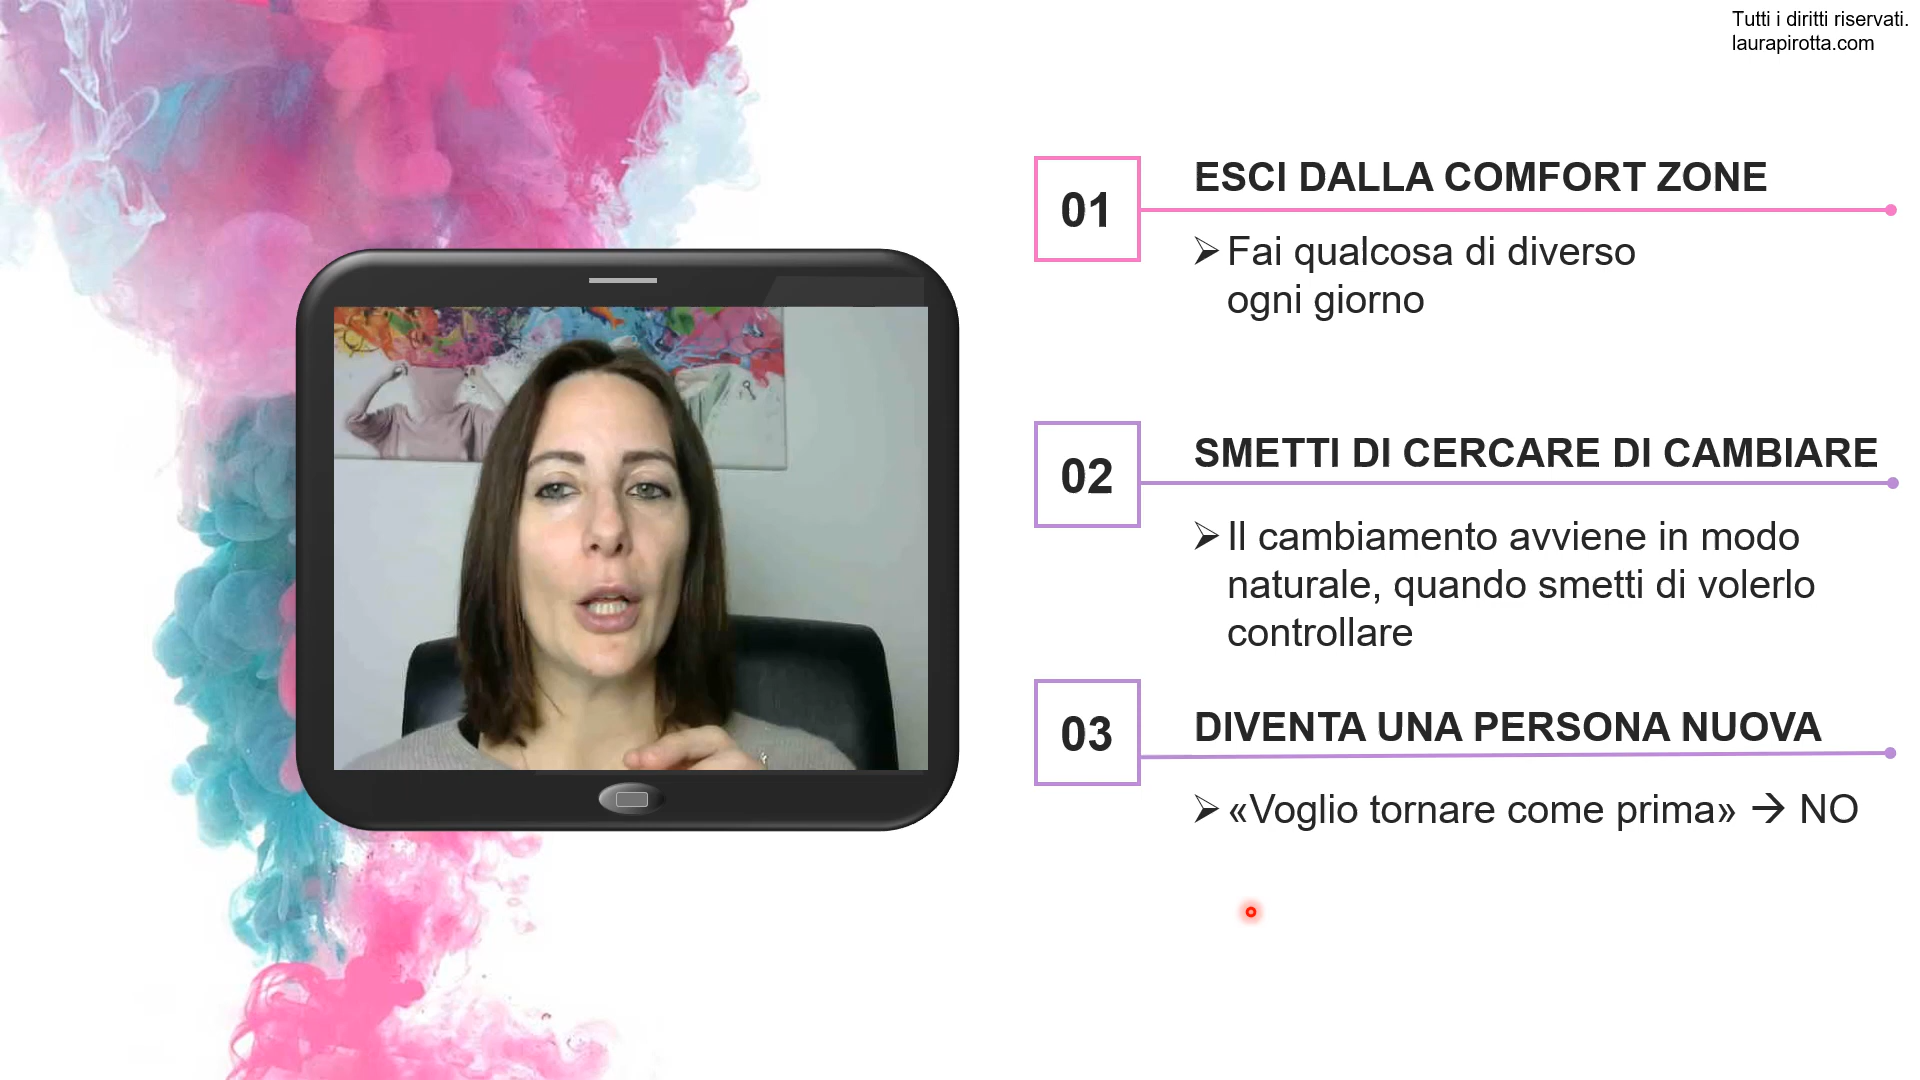 Tutti i diritti riservati.
laurapirotta.com
01
ESCI DALLA COMFORT ZONE
➢ Fai qualcosa di diverso
ogni giorno
02
SMETTI DI CERCARE DI CAMBIARE
➢ Il cambiamento avviene in modo
naturale, quando smetti di volerlo
controllare
03
DIVENTA UNA PERSONA NUOVA
➢ «Voglio tornare come prima» → NO